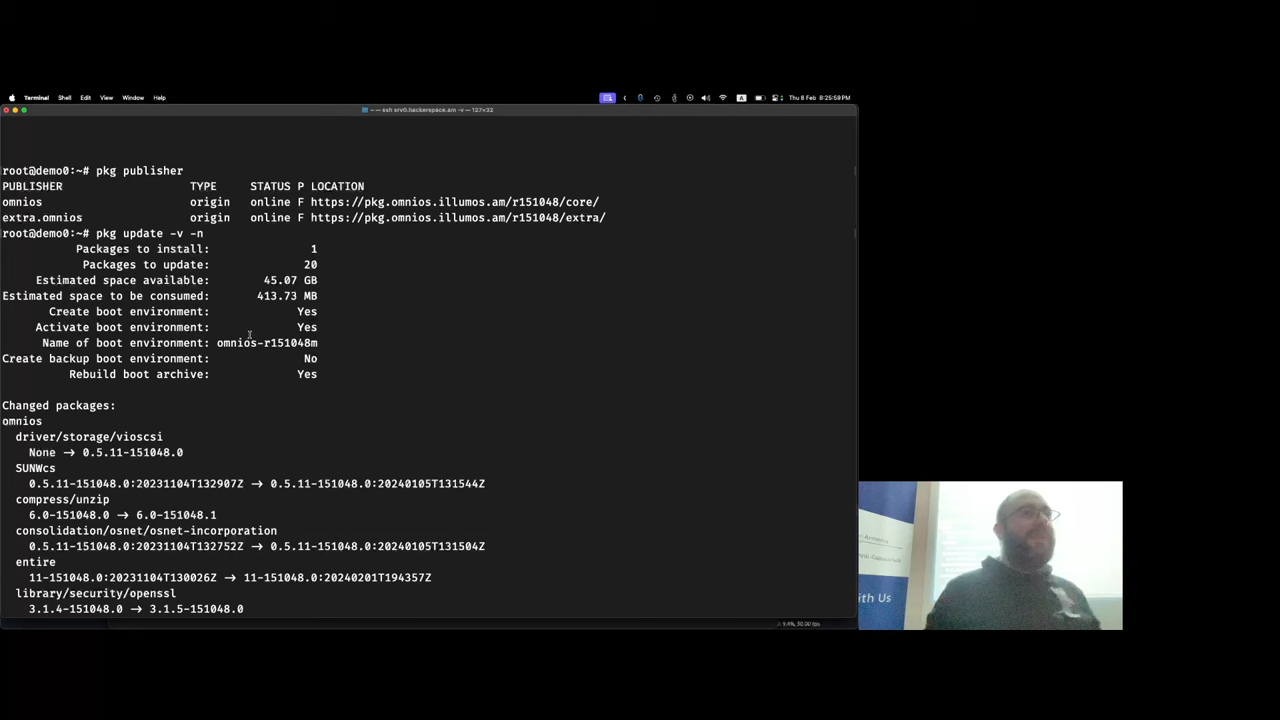 Terminal Shell Edit View Window Help Thu 8 Feb 8:25:59 PM
~ — ssh srv0.hackerspace.am -v — 127×32
root@demo0:~# pkg publisher
PUBLISHER TYPE STATUS P LOCATION
omnios origin online F https://pkg.omnios.illumos.am/r151048/core/
extra.omnios origin online F https://pkg.omnios.illumos.am/r151048/extra/
root@demo0:~# pkg update -v -n
Packages to install: 1
Packages to update: 20
Estimated space available: 45.07 GB
Estimated space to be consumed: 413.73 MB
Create boot environment: Yes
Activate boot environment: Yes
Name of boot environment: omnios-r151048m
Create backup boot environment: No
Rebuild boot archive: Yes
Changed packages:
omnios
driver/storage/vioscsi
None -> 0.5.11-151048.0
SUNWcs
0.5.11-151048.0:20231104T132907Z -> 0.5.11-151048.0:20240105T131544Z
compress/unzip
6.0-151048.0 -> 6.0-151048.1
consolidation/osnet/osnet-incorporation
0.5.11-151048.0:20231104T132752Z -> 0.5.11-151048.0:20240105T131504Z
entire
11-151048.0:20231104T130026Z -> 11-151048.0:20240201T194357Z
library/security/openssl
3.1.4-151048.0 -> 3.1.5-151048.0
9.4%, 30.00 fps
ith Us